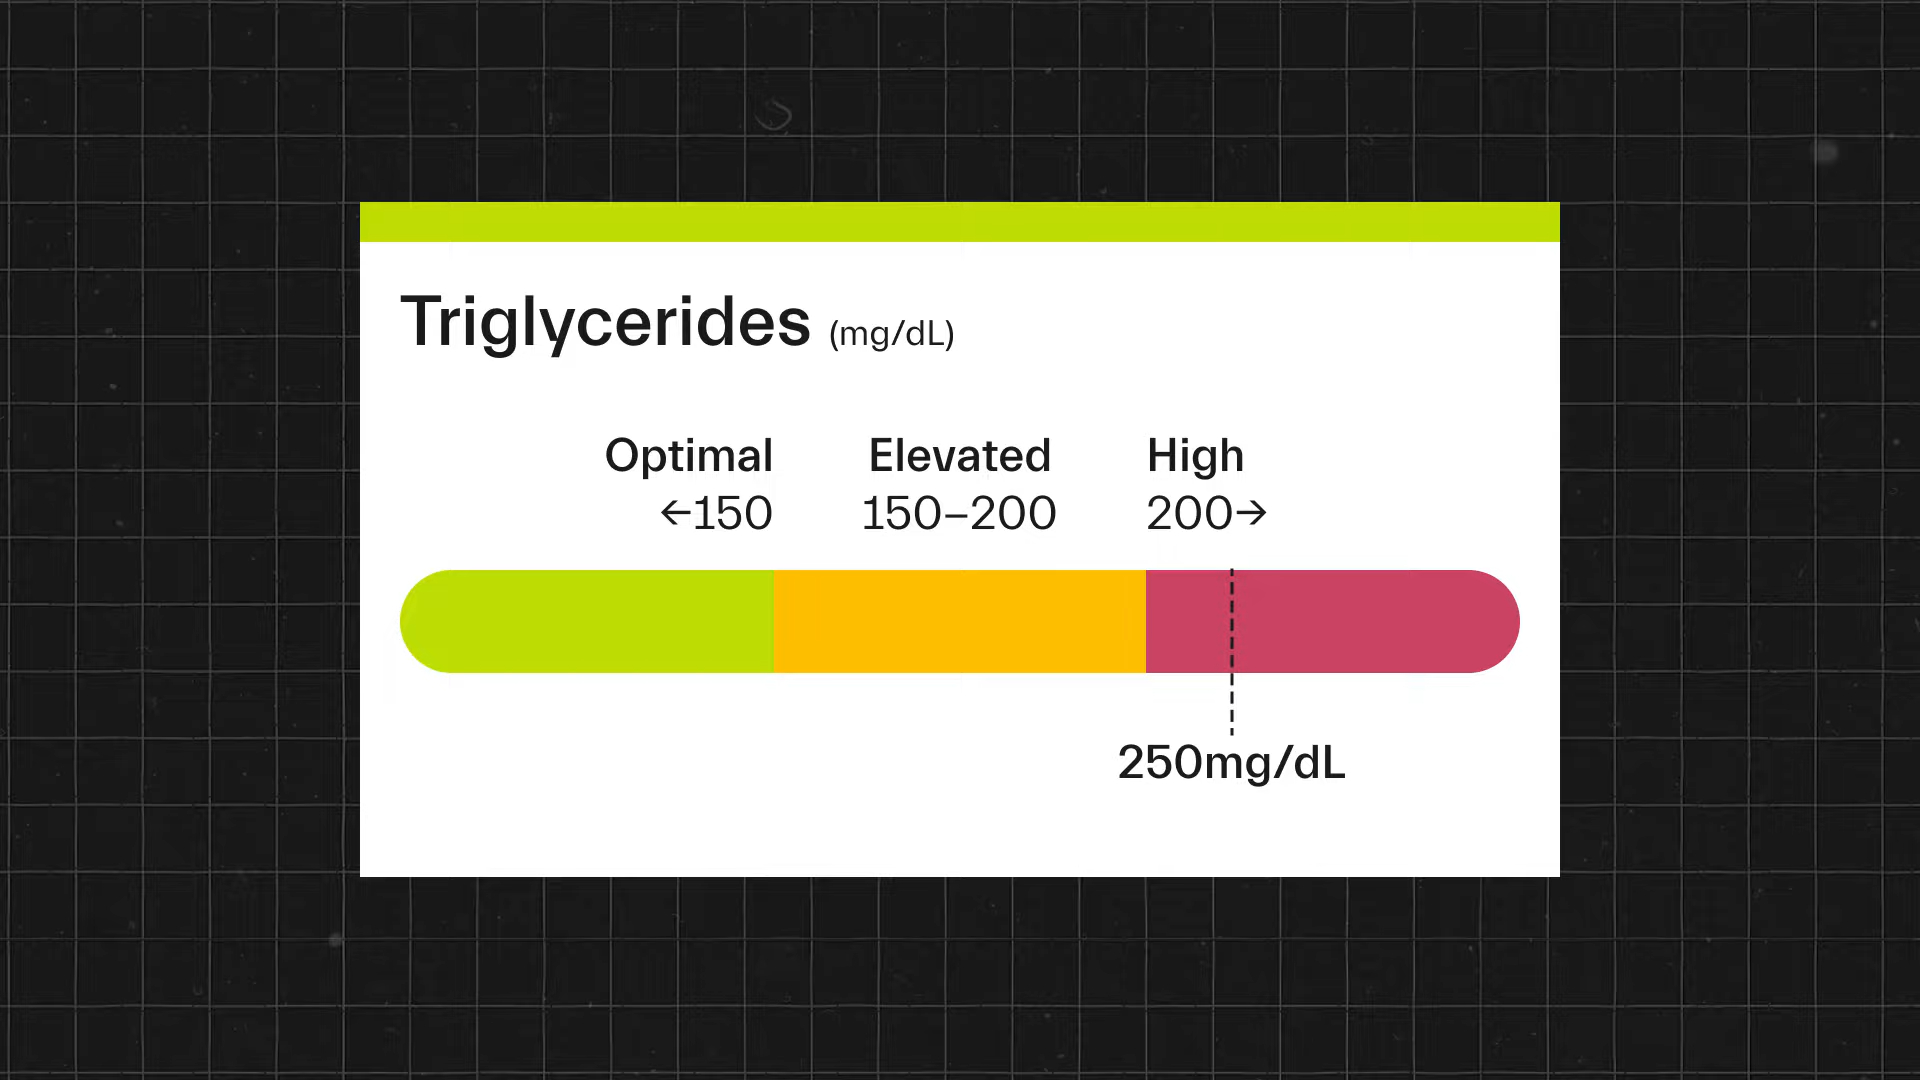 Triglycerides (mg/dL)
Optimal Elevated High
←150 150–200 200→
250mg/dL